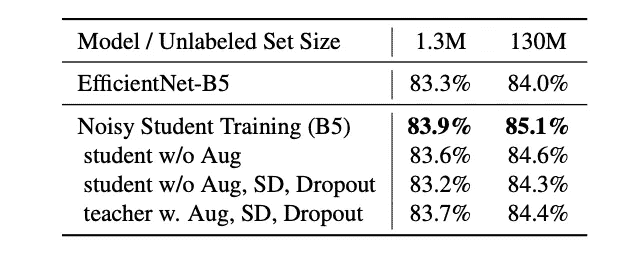 Model / Unlabeled Set Size 1.3M 130M
EfficientNet-B5 83.3% 84.0%
Noisy Student Training (B5) 83.9% 85.1%
student w/o Aug 83.6% 84.6%
student w/o Aug, SD, Dropout 83.2% 84.3%
teacher w. Aug, SD, Dropout 83.7% 84.4%